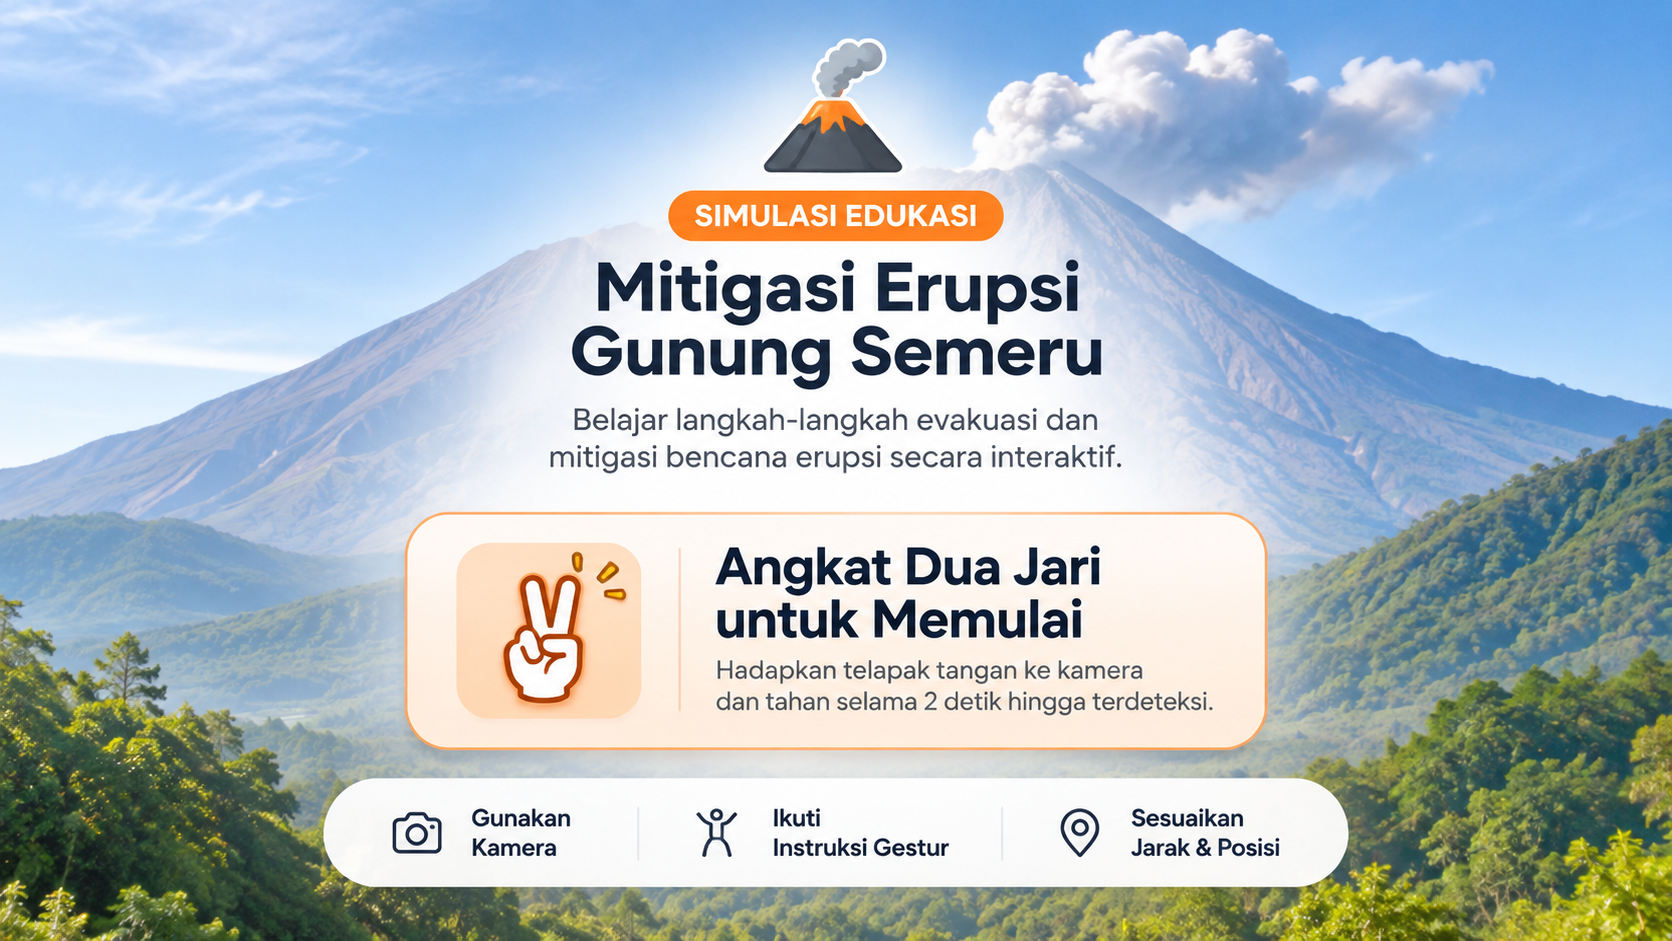 SIMULASI EDUKASI
Mitigasi Erupsi
Gunung Semeru
Belajar langkah-langkah evakuasi dan
mitigasi bencana erupsi secara interaktif.
Angkat Dua Jari
untuk Memulai
Hadapkan telapak tangan ke kamera
dan tahan selama 2 detik hingga terdeteksi.
Gunakan
Kamera
Ikuti
Instruksi Gestur
Sesuaikan
Jarak & Posisi